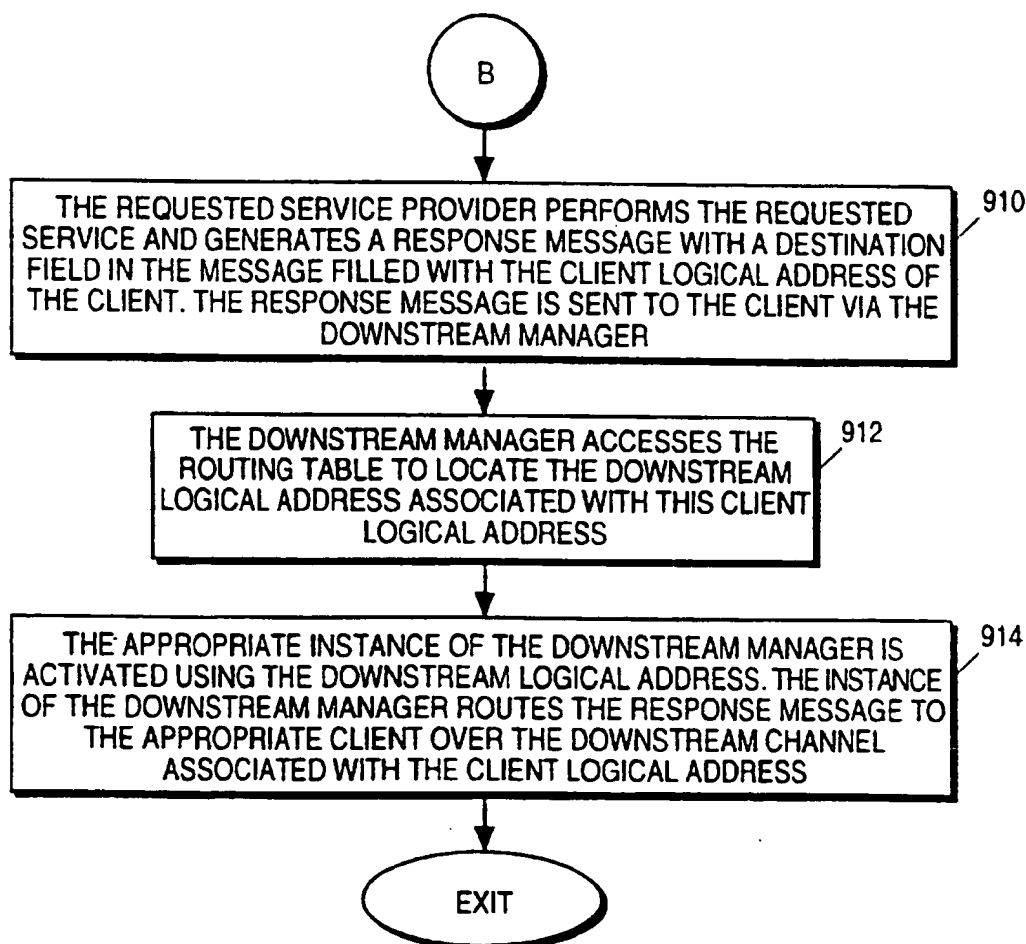 B
THE REQUESTED SERVICE PROVIDER PERFORMS THE REQUESTED
SERVICE AND GENERATES A RESPONSE MESSAGE WITH A DESTINATION
FIELD IN THE MESSAGE FILLED WITH THE CLIENT LOGICAL ADDRESS OF
THE CLIENT. THE RESPONSE MESSAGE IS SENT TO THE CLIENT VIA THE
DOWNSTREAM MANAGER
910
THE DOWNSTREAM MANAGER ACCESSES THE
ROUTING TABLE TO LOCATE THE DOWNSTREAM
LOGICAL ADDRESS ASSOCIATED WITH THIS CLIENT
LOGICAL ADDRESS
912
THE APPROPRIATE INSTANCE OF THE DOWNSTREAM MANAGER IS
ACTIVATED USING THE DOWNSTREAM LOGICAL ADDRESS. THE INSTANCE
OF THE DOWNSTREAM MANAGER ROUTES THE RESPONSE MESSAGE TO
THE APPROPRIATE CLIENT OVER THE DOWNSTREAM CHANNEL
ASSOCIATED WITH THE CLIENT LOGICAL ADDRESS
914
EXIT